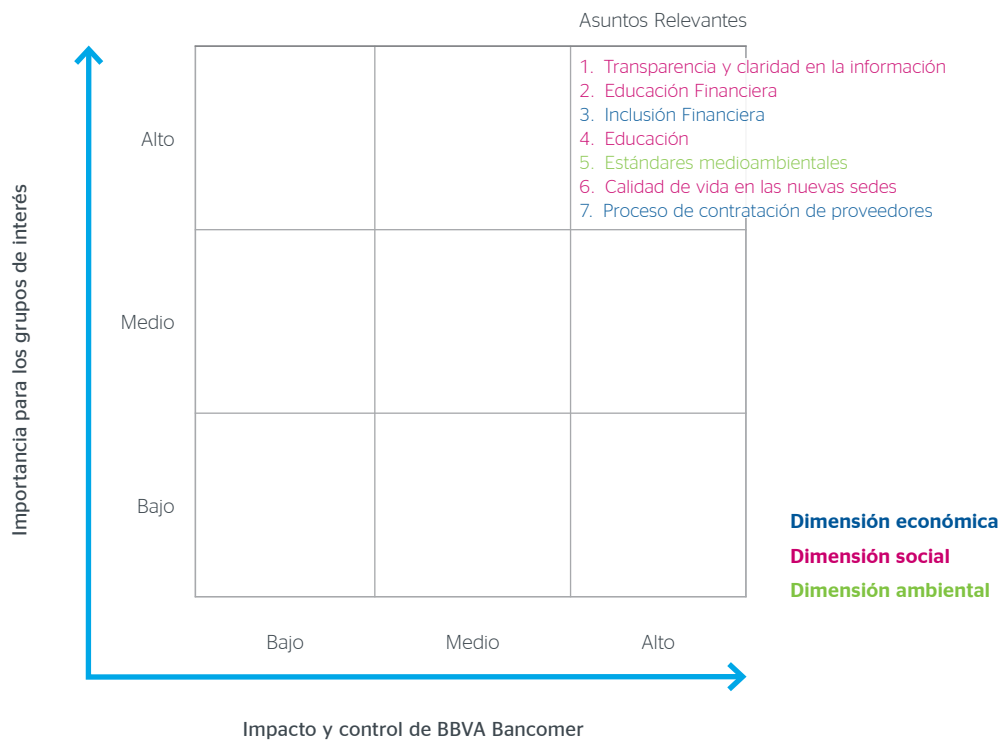 Asuntos Relevantes
1. Transparencia y claridad en la información
2. Educación Financiera
3. Inclusión Financiera
4. Educación
5. Estándares medioambientales
6. Calidad de vida en las nuevas sedes
7. Proceso de contratación de proveedores
Importancia para los grupos de interés
Alto
Medio
Bajo
Dimensión económica
Dimensión social
Dimensión ambiental
Bajo Medio Alto
Impacto y control de BBVA Bancomer